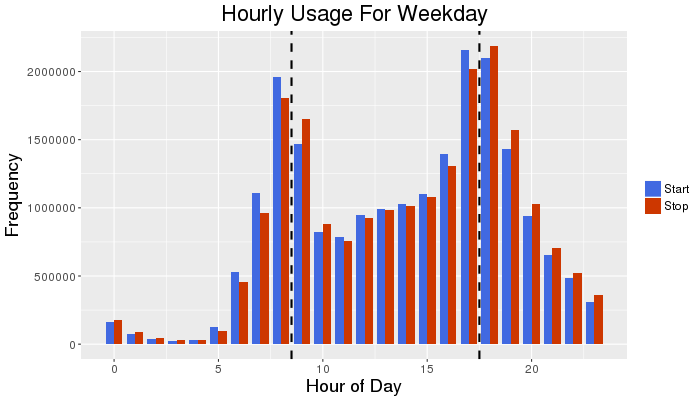 Hourly Usage For Weekday
Frequency
2000000
1500000
1000000
500000
0
0 5 10 15 20
Hour of Day
Start
Stop